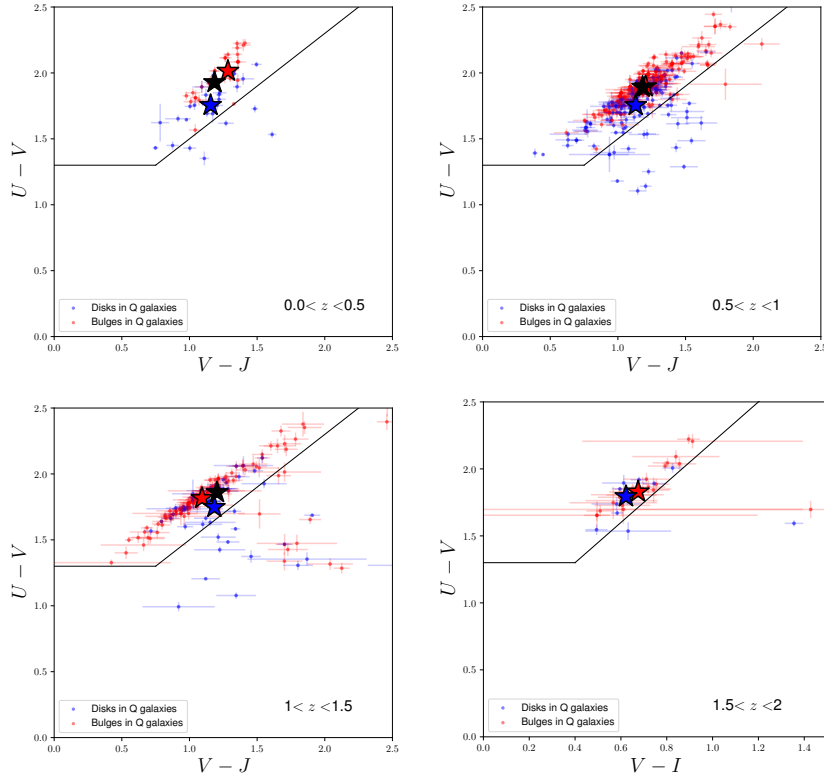 2.5
2.0
1.5
1.0
0.5
0.0
U − V
0.0 0.5 1.0 1.5 2.0 2.5
V − J
Disks in Q galaxies
Bulges in Q galaxies
0.0< z <0.5
2.5
2.0
1.5
1.0
0.5
0.0
U − V
0.0 0.5 1.0 1.5 2.0 2.5
V − J
Disks in Q galaxies
Bulges in Q galaxies
0.5< z <1
2.5
2.0
1.5
1.0
0.5
0.0
U − V
0.0 0.5 1.0 1.5 2.0 2.5
V − J
Disks in Q galaxies
Bulges in Q galaxies
1< z <1.5
2.5
2.0
1.5
1.0
0.5
0.0
U − V
0.0 0.2 0.4 0.6 0.8 1.0 1.2 1.4
V − I
Disks in Q galaxies
Bulges in Q galaxies
1.5< z <2